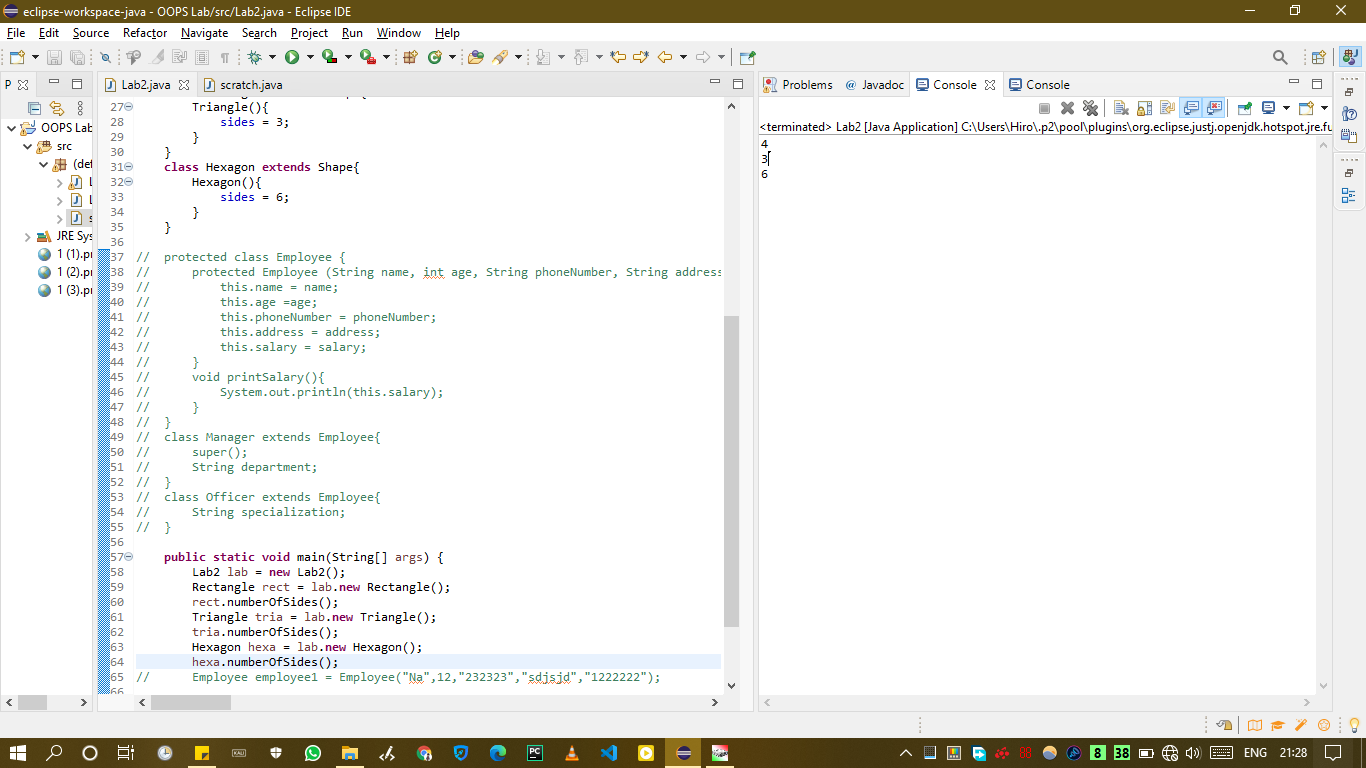 eclipse-workspace-java - OOPS Lab/src/Lab2.java - Eclipse IDE
File Edit Source Refactor Navigate Search Project Run Window Help
P
OOPS Lab
src
(def
L
L
s
JRE Sys
1 (1).pr
1 (2).pr
1 (3).pr
Lab2.java scratch.java
27 Triangle(){
28 sides = 3;
29 }
30 }
31 class Hexagon extends Shape{
32 Hexagon(){
33 sides = 6;
34 }
35 }
36
37 // protected class Employee {
38 // protected Employee (String name, int age, String phoneNumber, String address
39 // this.name = name;
40 // this.age =age;
41 // this.phoneNumber = phoneNumber;
42 // this.address = address;
43 // this.salary = salary;
44 // }
45 // void printSalary(){
46 // System.out.println(this.salary);
47 // }
48 // }
49 // class Manager extends Employee{
50 // super();
51 // String department;
52 // }
53 // class Officer extends Employee{
54 // String specialization;
55 // }
56
57 public static void main(String[] args) {
58 Lab2 lab = new Lab2();
59 Rectangle rect = lab.new Rectangle();
60 rect.numberOfSides();
61 Triangle tria = lab.new Triangle();
62 tria.numberOfSides();
63 Hexagon hexa = lab.new Hexagon();
64 hexa.numberOfSides();
65 // Employee employee1 = Employee("Na",12,"232323","sdjsjd","1222222");
66
Problems Javadoc Console Console
<terminated> Lab2 [Java Application] C:\Users\Hiro\.p2\pool\plugins\org.eclipse.justj.openjdk.hotspot.jre.fu
4
3
6
8 38 ENG 21:28